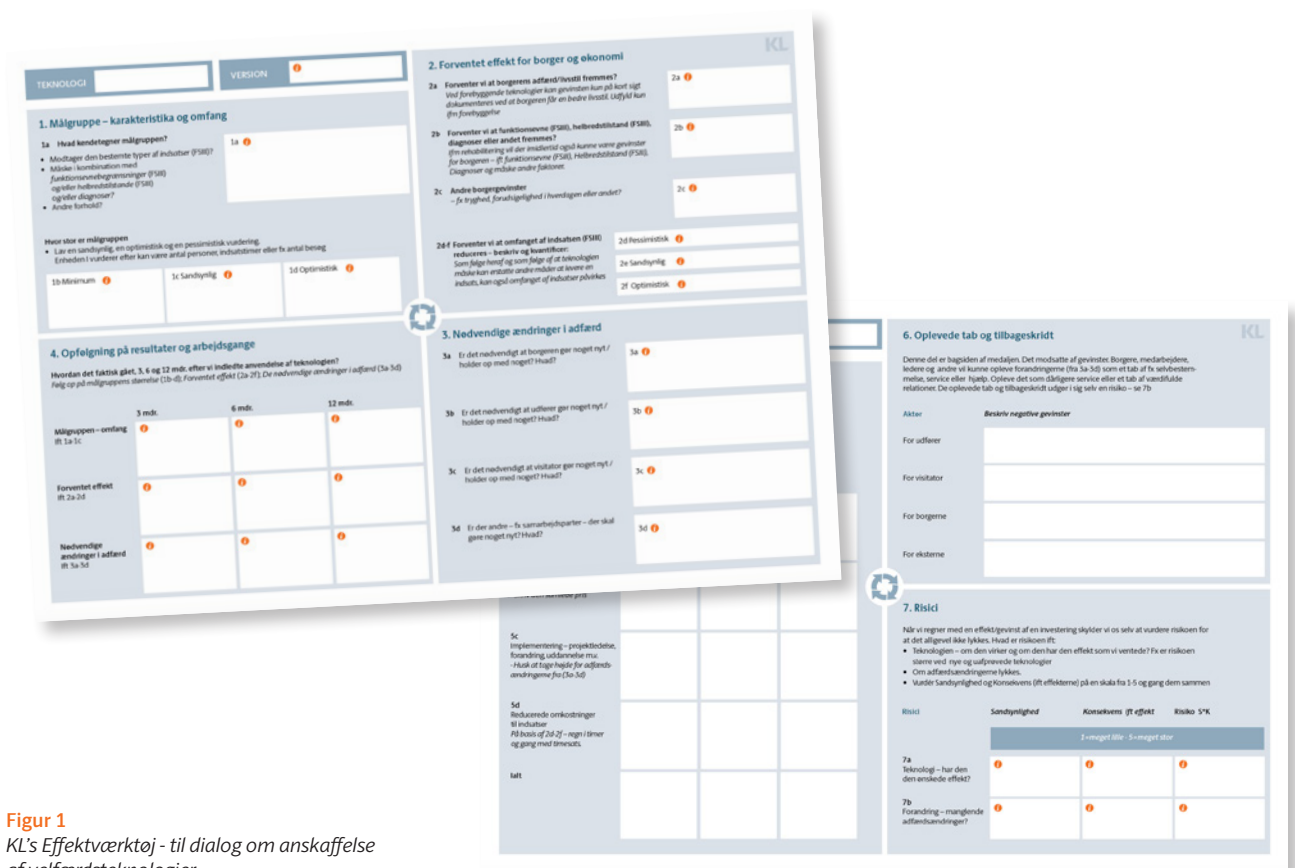 TEKNOLOGI
VERSION
KL
1. Målgruppe – karakteristika og omfang
1a Hvad kendetegner målgruppen?
• Modtager den bestemte typer af indsatser (FSIII)?
• Måske i kombination med
funktionsevnebegrænsninger (FSIII)
og/eller helbredstilstande (FSIII)
og/eller diagnoser?
• Andre forhold?
1a
Hvor stor er målgruppen
• Lav en sandsynlig, en optimistisk og en pessimistisk vurdering.
Enheden I vurderer efter kan være antal personer, indsatstimer eller fx antal besøg
1b Minimum
1c Sandsynlig
1d Optimistisk
2. Forventet effekt for borger og økonomi
2a Forventer vi at borgerens adfærd/livsstil fremmes?
Ved forebyggende teknologier kan gevinsten kun på kort sigt
dokumenteres ved at borgeren får en bedre livsstil. Udfyld kun
ifm forebyggelse
2a
2b Forventer vi at funktionsevne (FSIII), helbredstilstand (FSIII),
diagnoser eller andet fremmes?
Ifm rehabilitering vil der imidlertid også kunne være gevinster
for borgeren – ift funktionsevne (FSIII), Helbredstilstand (FSIII),
Diagnoser og måske andre faktorer.
2b
2c Andre borgergevinster
– fx tryghed, forudsigelighed i hverdagen eller andet?
2c
2d-f Forventer vi at omfanget af indsatsen (FSIII)
reduceres – beskriv og kvantificer:
Som følge heraf og som følge af at teknologien
måske kan erstatte andre måder at levere en
indsats, kan også omfanget af indsatser påvirkes
2d Pessimistisk
2e Sandsynlig
2f Optimistisk
4. Opfølgning på resultater og arbejdsgange
Hvordan det faktisk gået, 3, 6 og 12 mdr. efter vi indledte anvendelse af teknologien?
Følg op på målgruppens størrelse (1b-d); Forventet effekt (2a-2f); De nødvendige ændringer i adfærd (3a-3d)
3 mdr.
6 mdr.
12 mdr.
Målgruppen – omfang
Ift 1a-1c
Forventet effekt
Ift 2a-2d
Nødvendige
ændringer i adfærd
Ift 3a-3d
3. Nødvendige ændringer i adfærd
3a Er det nødvendigt at borgeren gør noget nyt /
holder op med noget? Hvad?
3a
3b Er det nødvendigt at udfører gør noget nyt /
holder op med noget? Hvad?
3b
3c Er det nødvendigt at visitator gør noget nyt /
holder op med noget? Hvad?
3c
3d Er der andre – fx samarbejdsparter – der skal
gøre noget nyt? Hvad?
3d
5c
Implementering – projektledelse,
forandring, uddannelse m.v.
- Husk at tage højde for adfærds-
ændringerne fra (3a-3d)
5d
Reducerede omkostninger
til indsatser
På basis af 2d-2f – regn i timer
og gang med timesats.
Ialt
KL
6. Oplevede tab og tilbageskridt
Denne del er bagsiden af medaljen. Det modsatte af gevinster. Borgere, medarbejdere,
ledere og andre vil kunne opleve forandringerne (fra 3a-3d) som et tab af fx selvbestem-
melse, service eller hjælp. Opleve det som dårligere service eller et tab af værdifulde
relationer. De oplevede tab og tilbageskridt udgør i sig selv en risiko – se 7b
Aktør
Beskriv negative gevinster
For udfører
For visitator
For borgerne
For eksterne
7. Risici
Når vi regner med en effekt/gevinst af en investering skylder vi os selv at vurdere risikoen for
at det alligevel ikke lykkes. Hvad er risikoen ift:
• Teknologien – om den virker og om den har den effekt som vi ventede? Fx er risikoen
større ved nye og uafprøvede teknologier
• Om adfærdsændringerne lykkes.
• Vurdér Sandsynlighed og Konsekvens (ift effekterne) på en skala fra 1-5 og gang dem sammen
Risici
Sandsynlighed
Konsekvens (ift effekt
Risiko S*K
1=meget lille - 5=meget stor
7a
Teknologi – har den
den ønskede effekt?
7b
Forandring – manglende
adfærdsændringer?
Figur 1
KL's Effektværktøj - til dialog om anskaffelse
af velfærdsteknologier